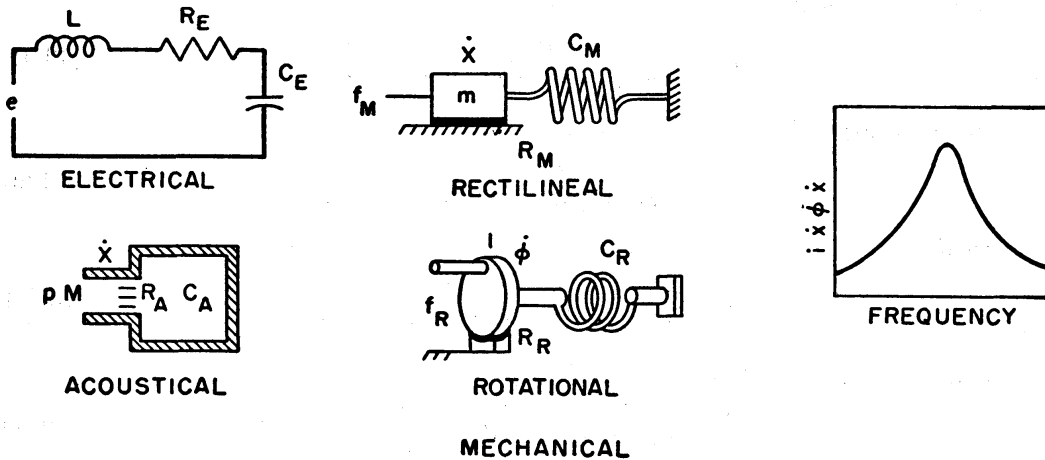 L
R_E
C_E
e
ELECTRICAL
Ẋ
C_M
f_M
m
R_M
RECTILINEAL
Ẋ
p M
R_A
C_A
ACOUSTICAL
I
ϕ̇
C_R
f_R
R_R
ROTATIONAL
MECHANICAL
i ẋ ϕ̇ ẋ
FREQUENCY